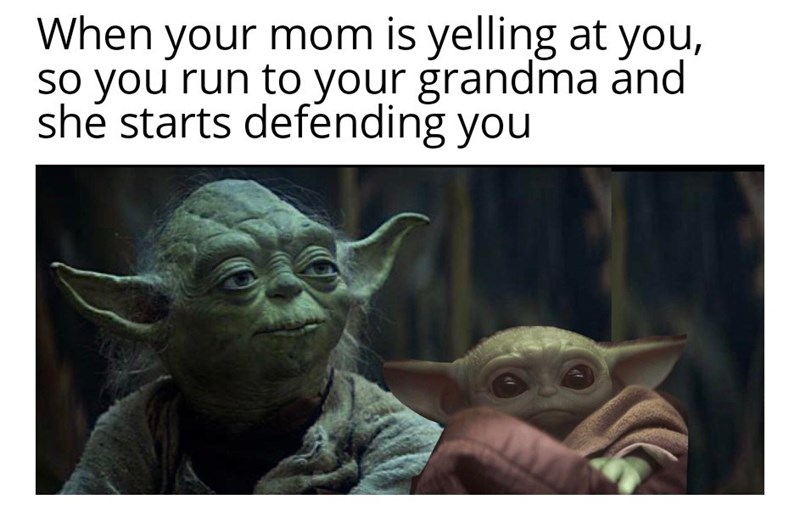 When your mom is yelling at you,
so you run to your grandma and
she starts defending you